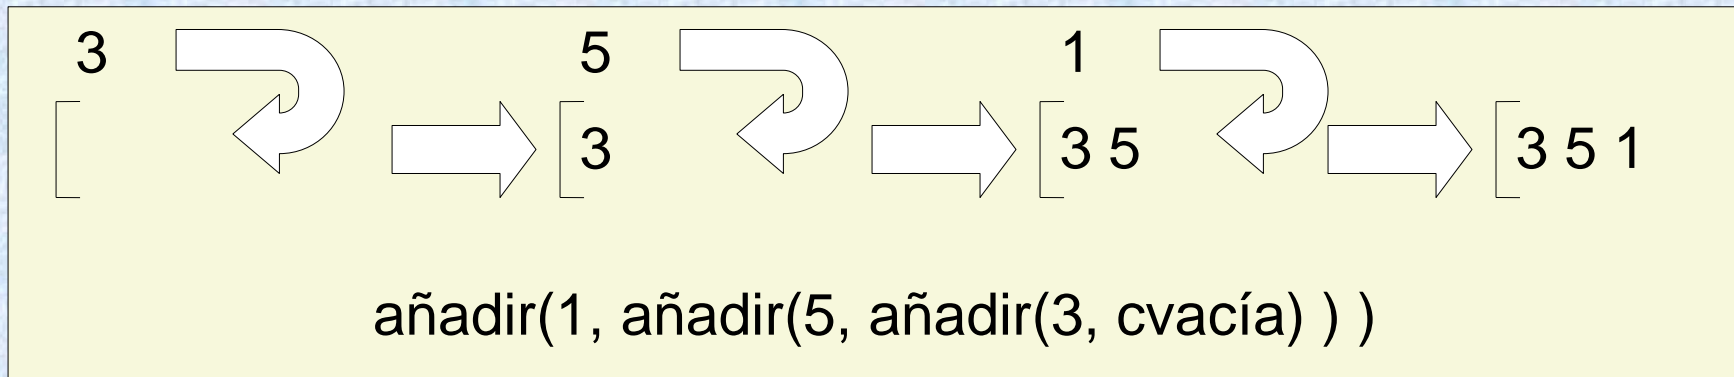 3 5 1
3 3 5 3 5 1
añadir(1, añadir(5, añadir(3, cvacía) ) )